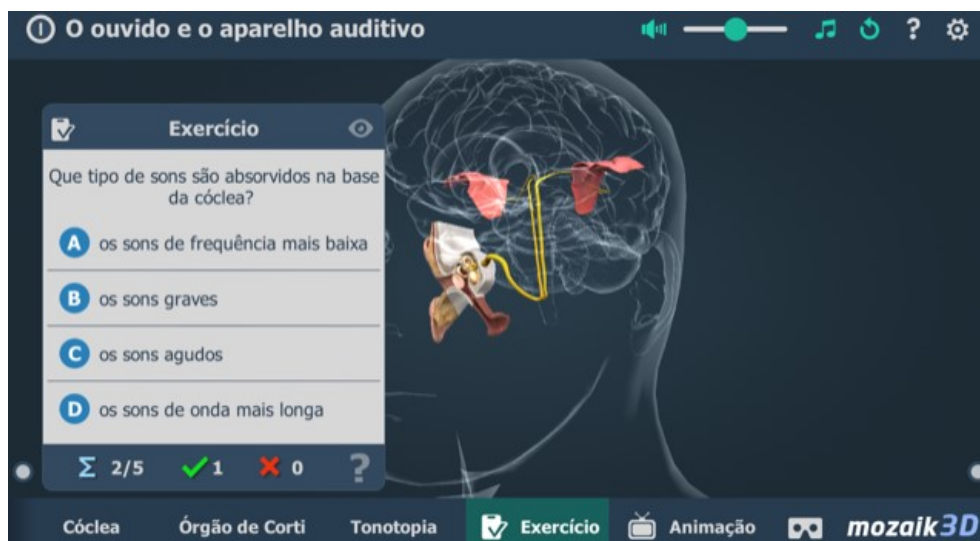 O ouvido e o aparelho auditivo
?
Exercício
Que tipo de sons são absorvidos na base
da cóclea?
A os sons de frequência mais baixa
B os sons graves
C os sons agudos
D os sons de onda mais longa
Σ 2/5 ✓ 1 ✗ 0 ?
Cóclea Órgão de Corti Tonotopia Exercício Animação mozaik3D